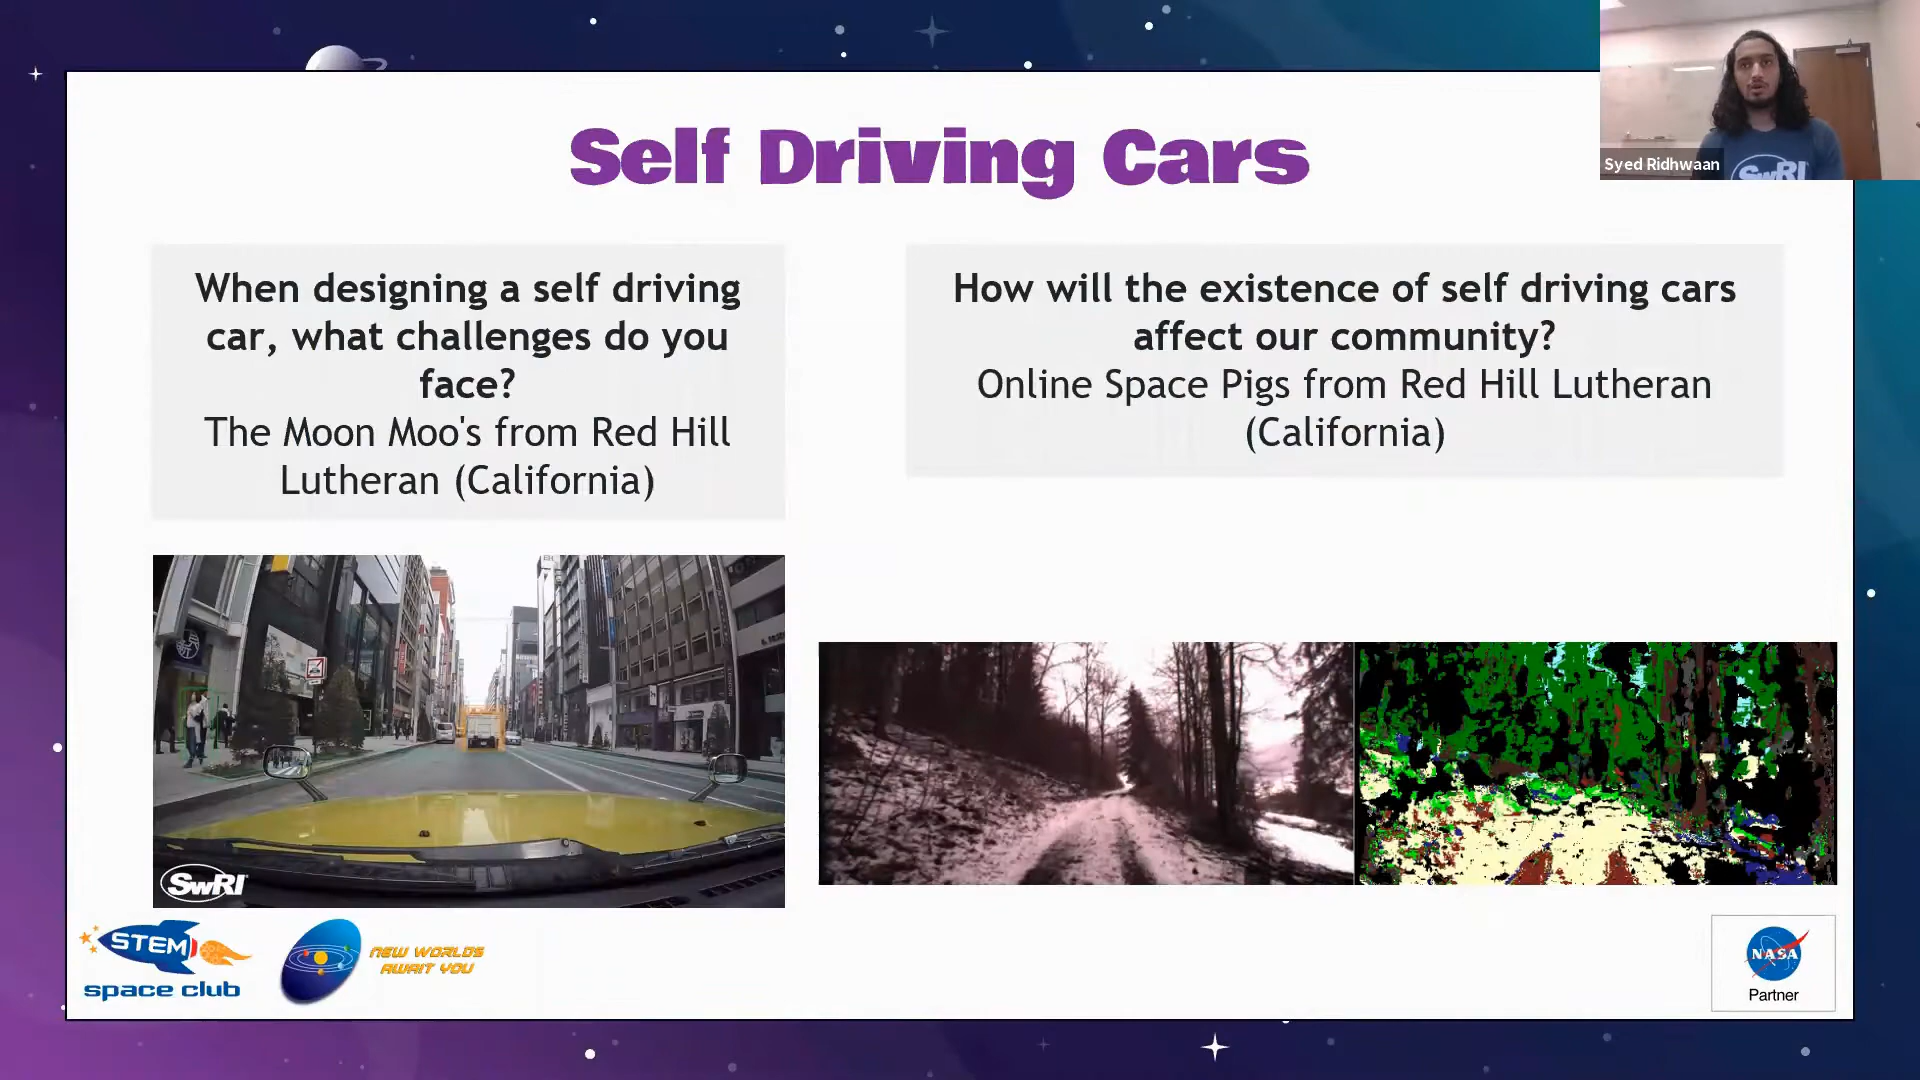 Self Driving Cars
Syed Ridhwaan
SwRI
When designing a self driving
car, what challenges do you
face?
The Moon Moo's from Red Hill
Lutheran (California)
How will the existence of self driving cars
affect our community?
Online Space Pigs from Red Hill Lutheran
(California)
SwRI
STEM
space club
NEW WORLDS
AWAIT YOU
NASA
Partner